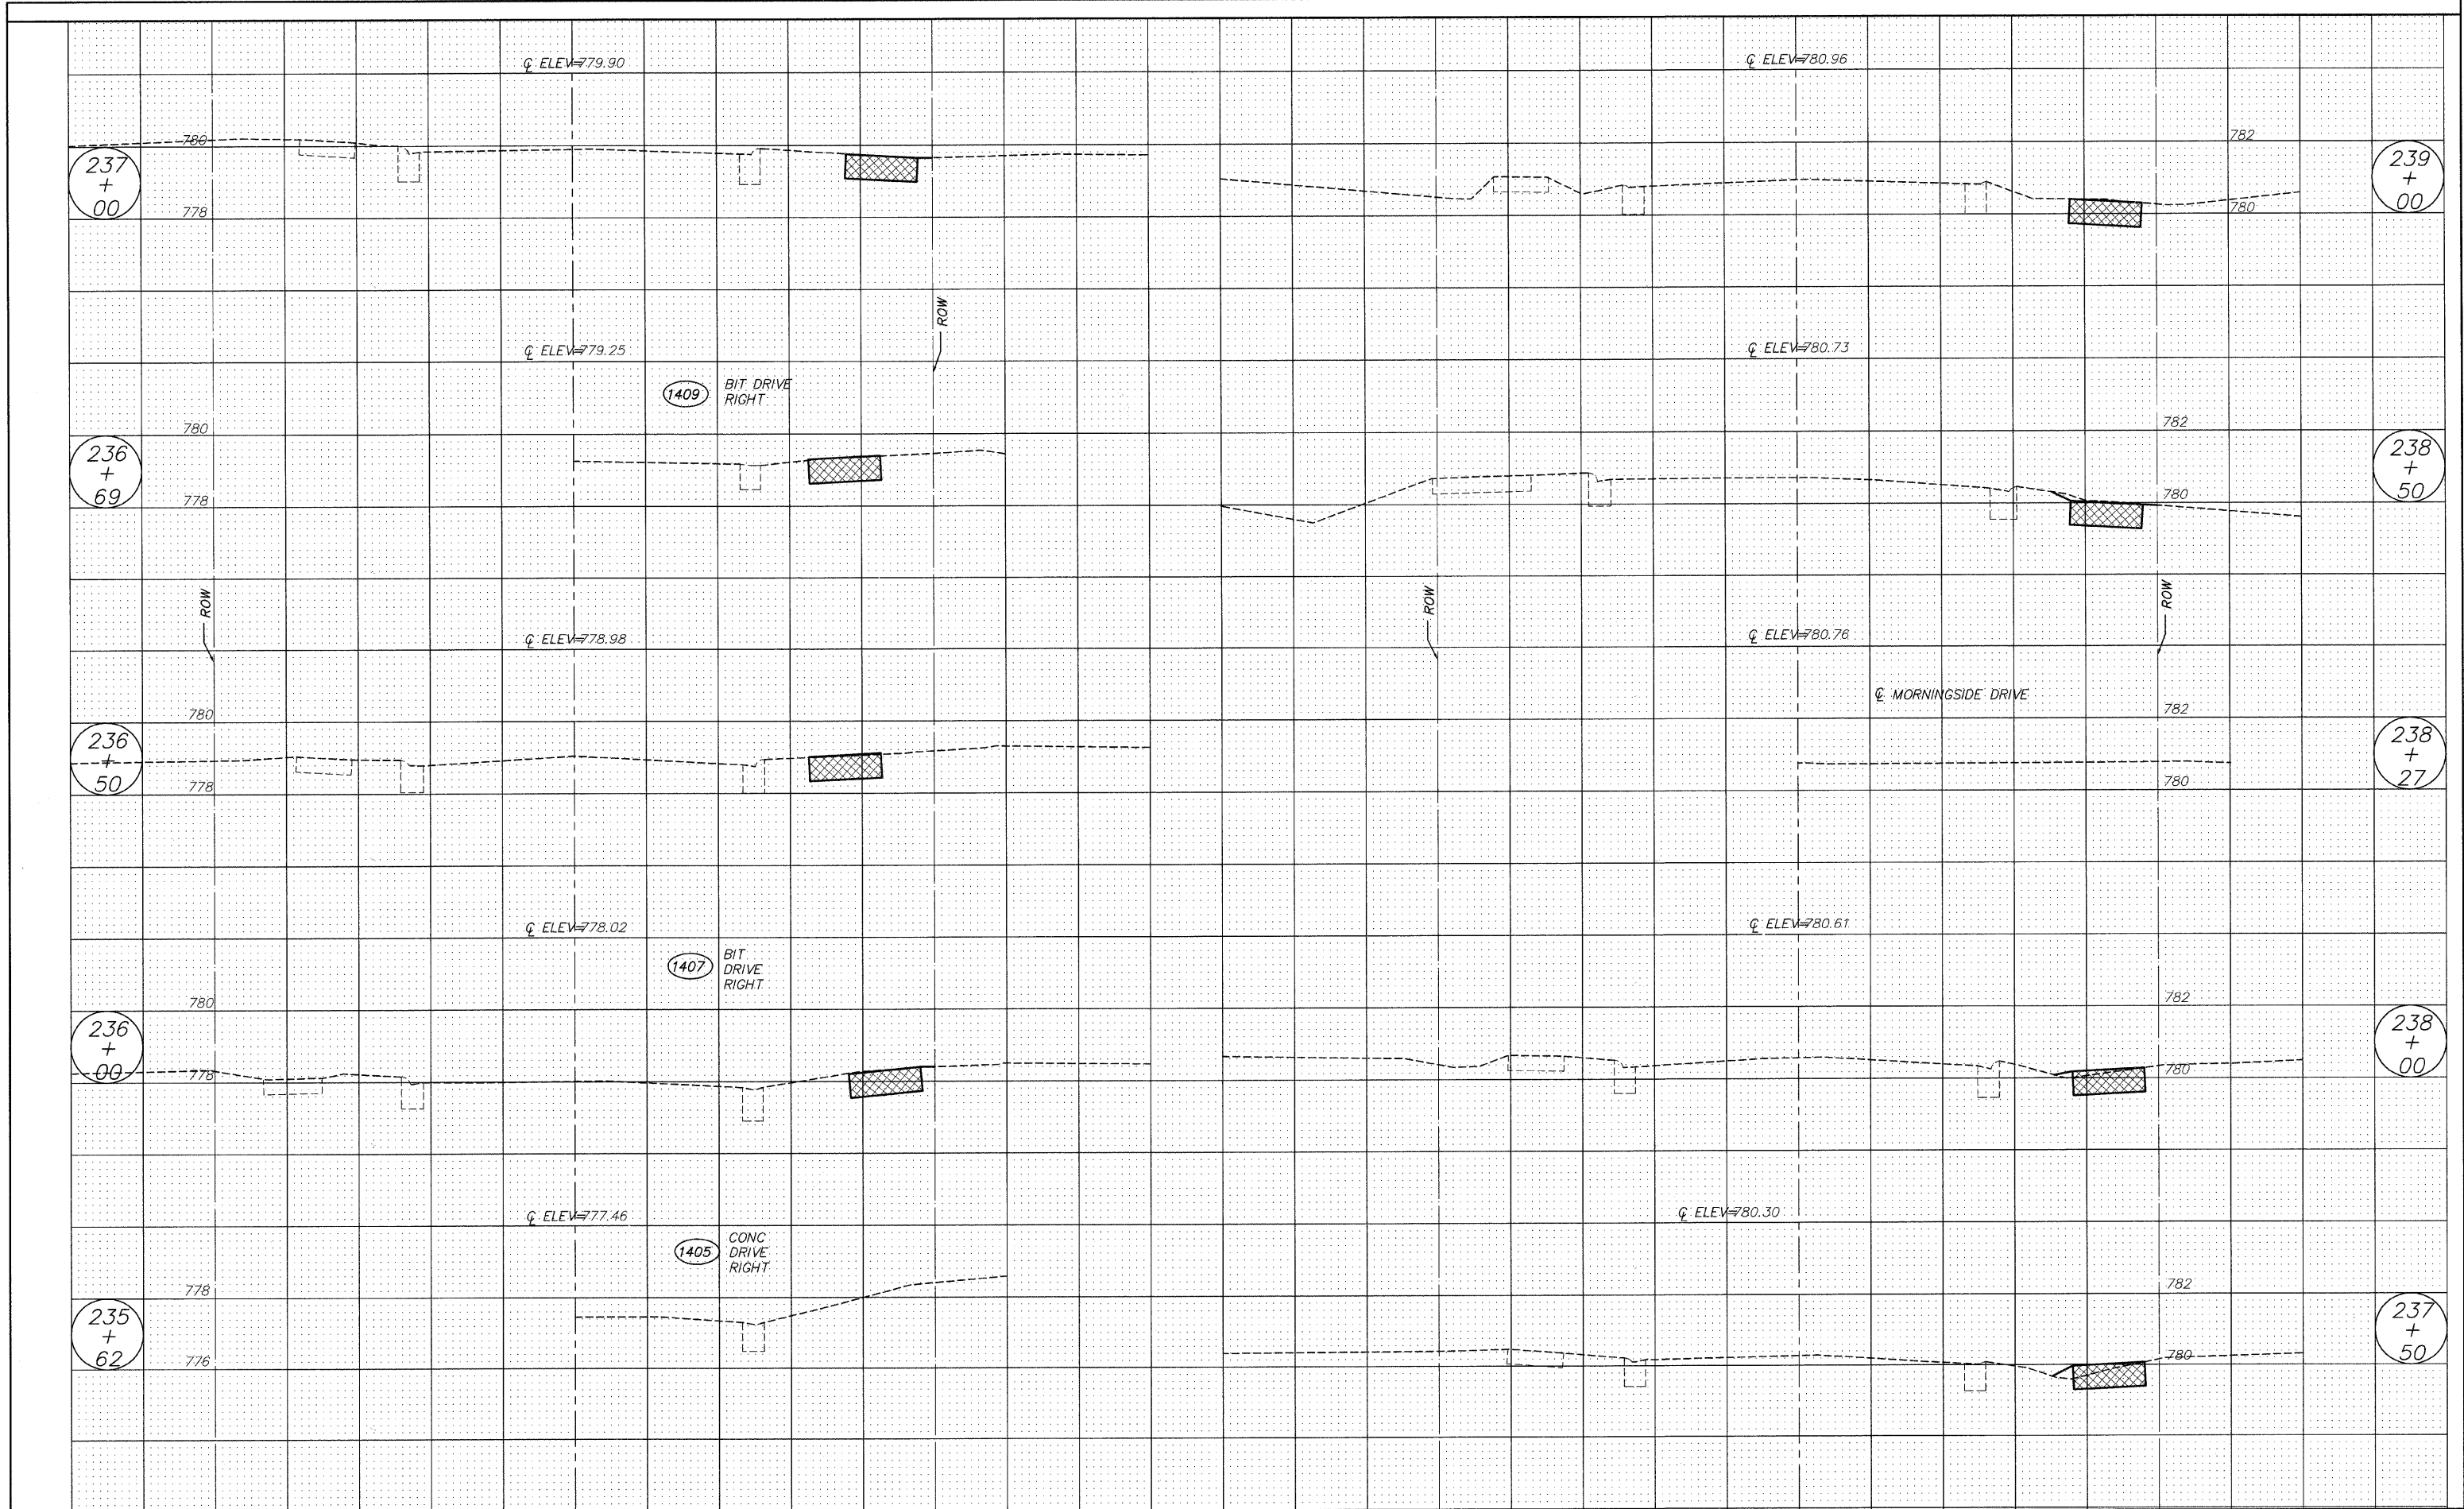 ℄ ELEV=779.90
780
237
+
00
778
ROW
℄ ELEV=779.25
1409
BIT DRIVE
RIGHT
780
236
+
69
778
ROW
℄ ELEV=778.98
780
236
+
50
778
℄ ELEV=778.02
1407
BIT
DRIVE
RIGHT
780
236
+
00
778
℄ ELEV=777.46
1405
CONC
DRIVE
RIGHT
778
235
+
62
776
℄ ELEV=780.96
782
239
+
00
780
℄ ELEV=780.73
782
238
+
50
780
ROW
ROW
℄ ELEV=780.76
℄ MORNINGSIDE DRIVE
782
238
+
27
780
℄ ELEV=780.61
782
238
+
00
780
℄ ELEV=780.30
782
237
+
50
780